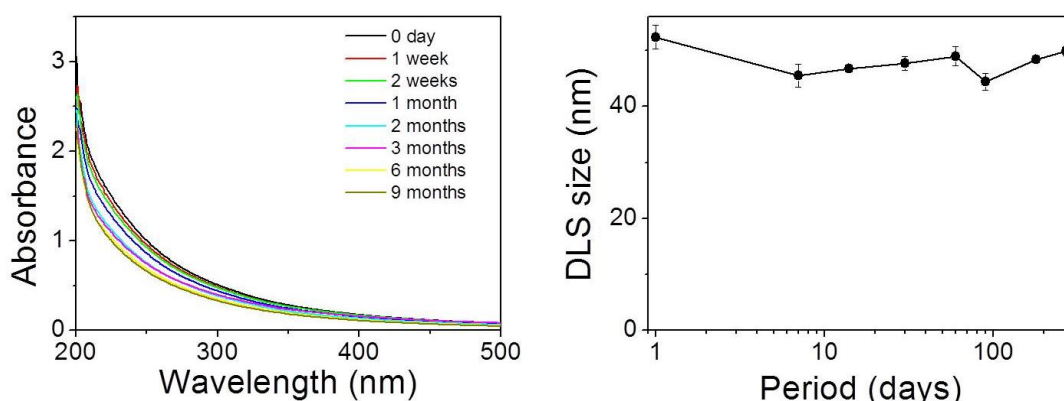 0 day
1 week
2 weeks
1 month
2 months
3 months
6 months
9 months
3
2
1
0
200 300 400 500
Absorbance
Wavelength (nm)
40
20
0
1 10 100
DLS size (nm)
Period (days)